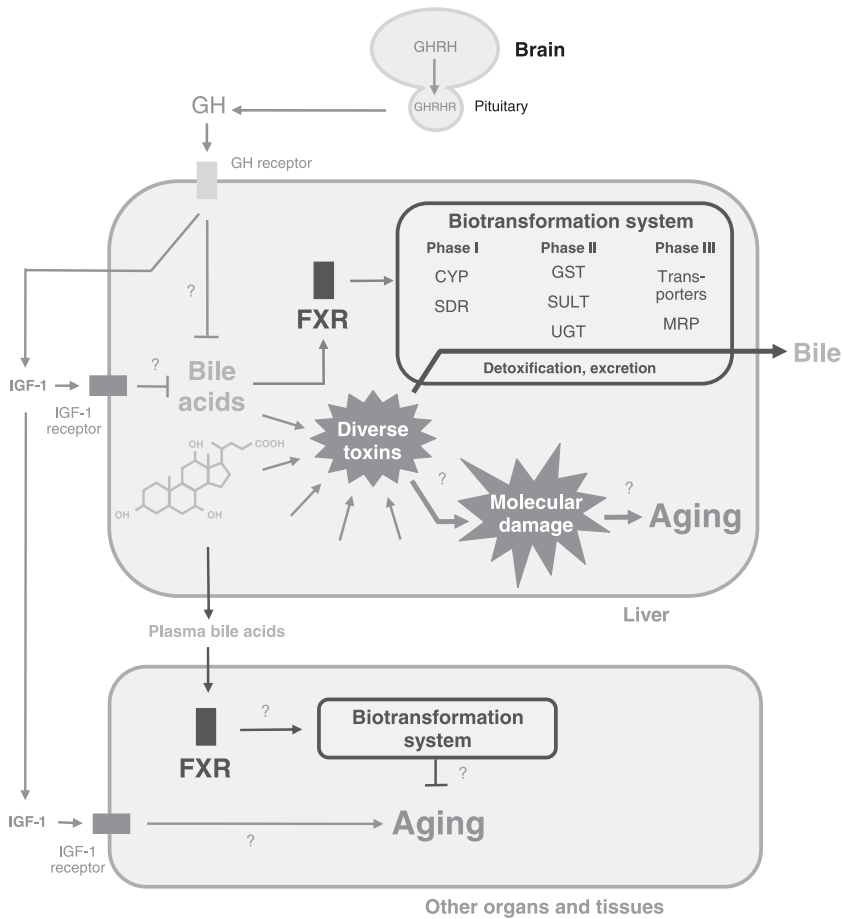 GHRH
Brain
GHRHR
Pituitary
GH
GH receptor
Biotransformation system
Phase I
Phase II
Phase III
CYP
SDR
GST
SULT
UGT
Trans-
porters
MRP
Detoxification, excretion
Bile
?
FXR
IGF-1
IGF-1
receptor
?
Bile
acids
OH
COOH
OH
OH
Diverse
toxins
?
Molecular
damage
?
Aging
Liver
Plasma bile acids
FXR
?
Biotransformation
system
?
IGF-1
IGF-1
receptor
?
Aging
Other organs and tissues